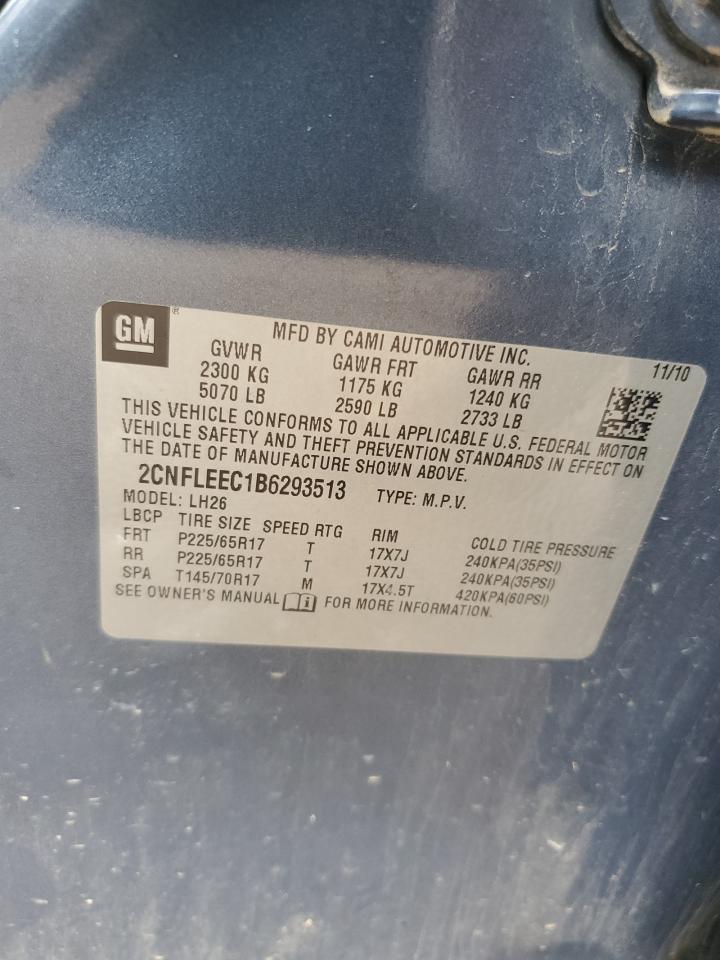 GM®
MFD BY CAMI AUTOMOTIVE INC.
11/10
GVWR GAWR FRT GAWR RR
2300 KG 1175 KG 1240 KG
5070 LB 2590 LB 2733 LB
THIS VEHICLE CONFORMS TO ALL APPLICABLE U.S. FEDERAL MOTOR
VEHICLE SAFETY AND THEFT PREVENTION STANDARDS IN EFFECT ON
THE DATE OF MANUFACTURE SHOWN ABOVE.
2CNFLEEC1B6293513 TYPE: M.P.V.
MODEL: LH26
LBCP TIRE SIZE SPEED RTG RIM COLD TIRE PRESSURE
FRT P225/65R17 T 17X7J 240KPA(35PSI)
RR P225/65R17 T 17X7J 240KPA(35PSI)
SPA T145/70R17 M 17X4.5T 420KPA(60PSI)
SEE OWNER'S MANUAL i FOR MORE INFORMATION.